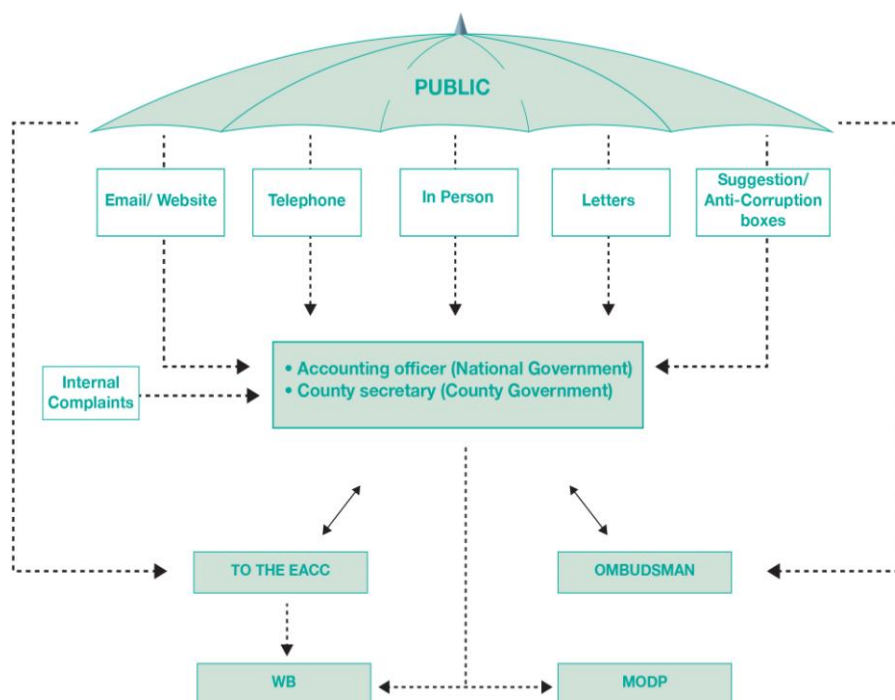 PUBLIC
Email/ Website
Telephone
In Person
Letters
Suggestion/
Anti-Corruption
boxes
• Accounting officer (National Government)
• County secretary (County Government)
Internal
Complaints
TO THE EACC
OMBUDSMAN
WB
MODP